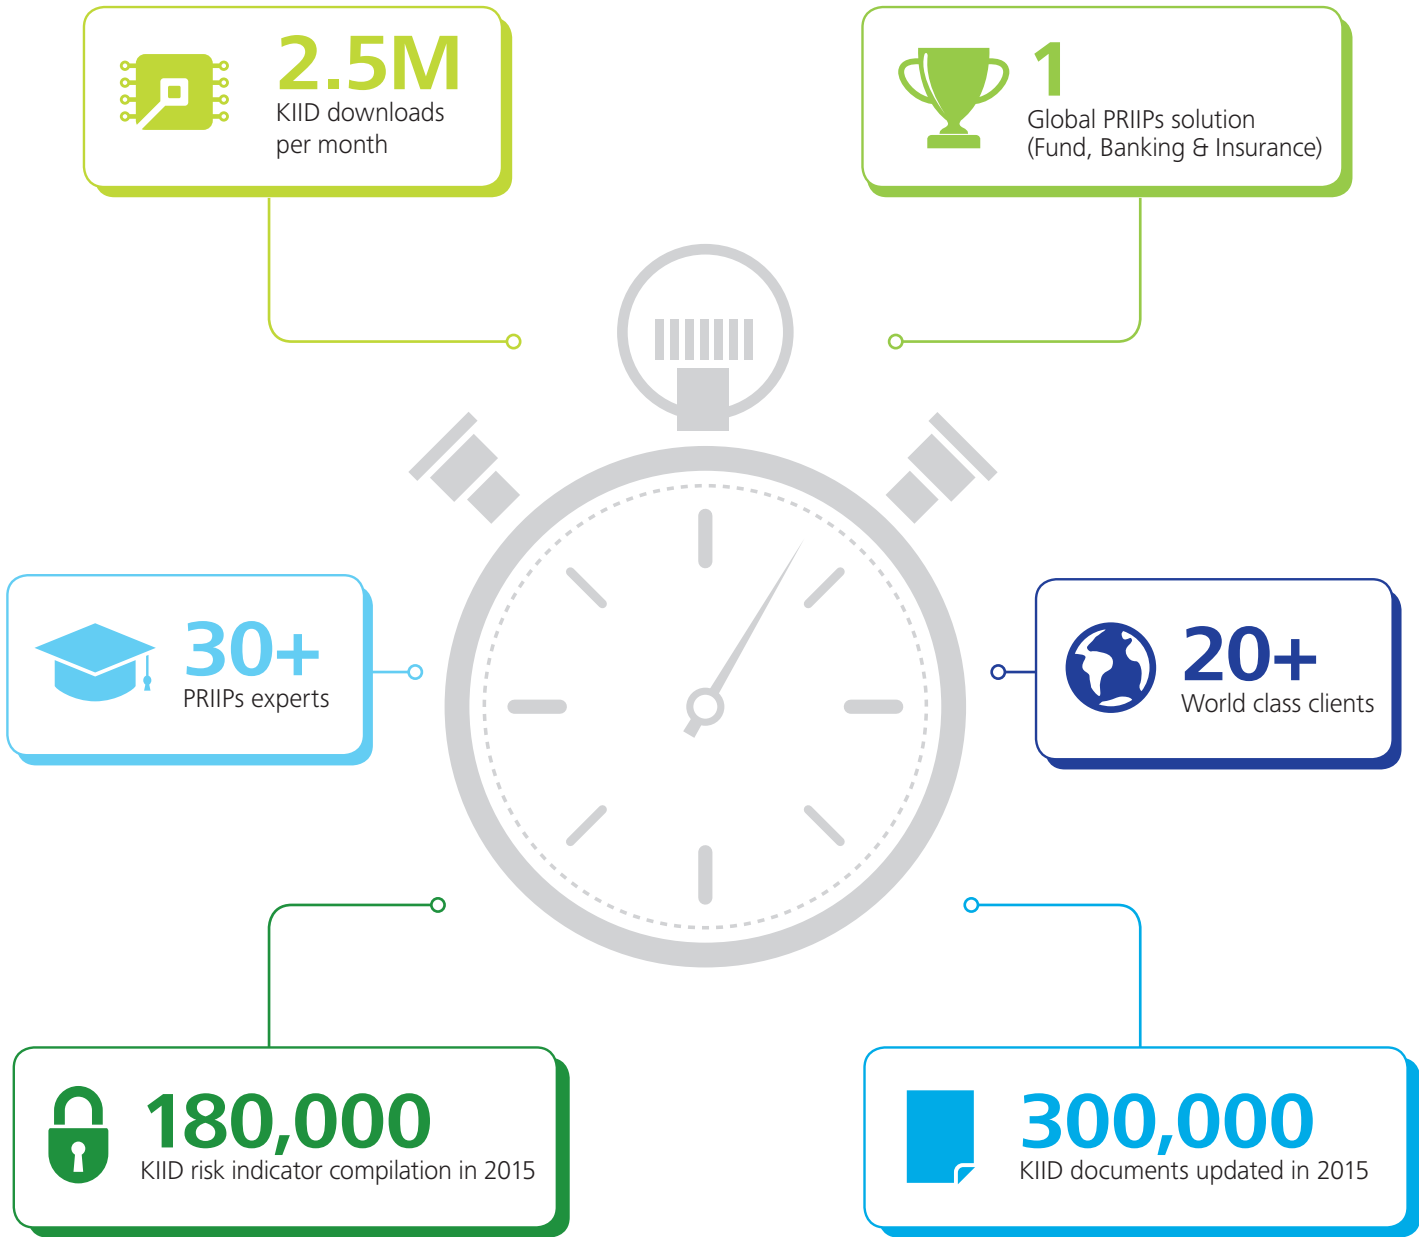 2.5M
KIID downloads
per month
1
Global PRIIPs solution
(Fund, Banking & Insurance)
30+
PRIIPs experts
20+
World class clients
180,000
KIID risk indicator compilation in 2015
300,000
KIID documents updated in 2015